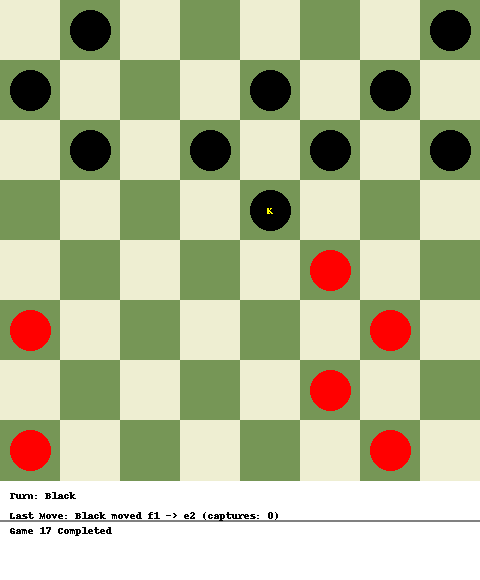 K
Turn: Black
Last Move: Black moved f1 -> e2 (captures: 0)
Game 17 Completed